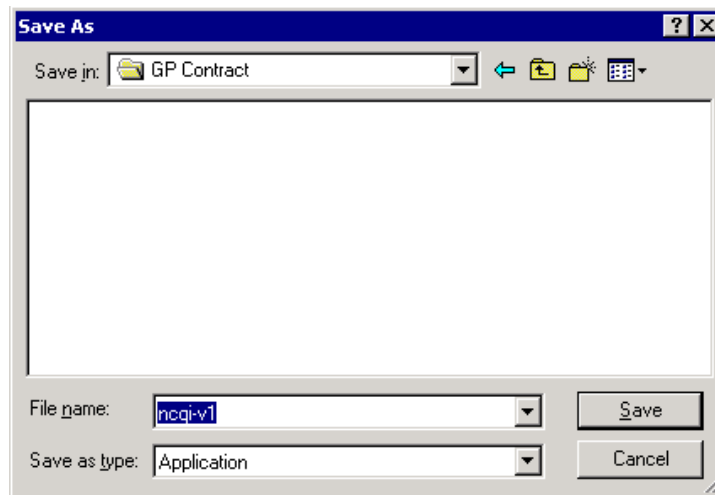 Save As
Save in: GP Contract
File name: ncqi-v1 Save
Save as type: Application Cancel